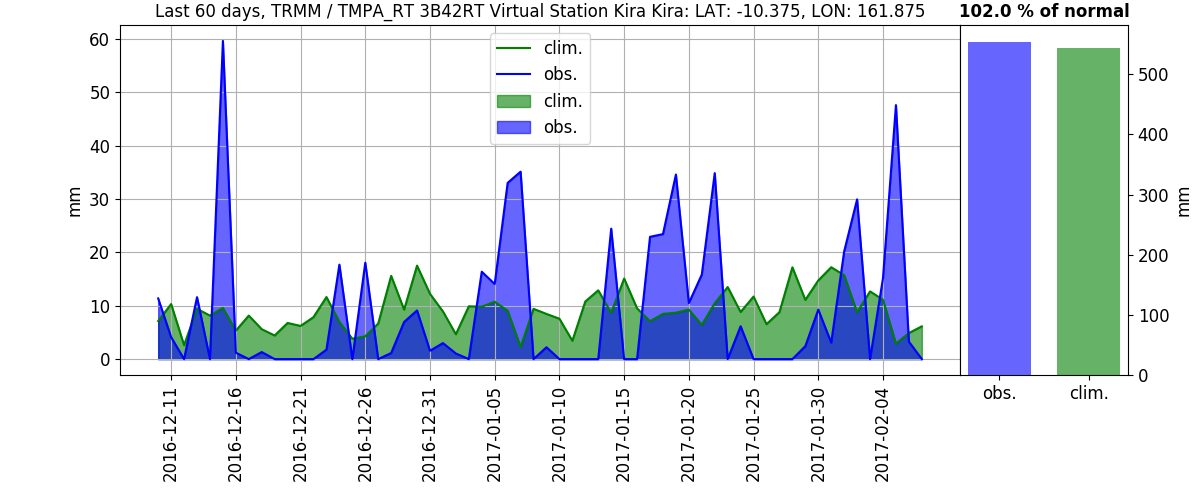 Last 60 days, TRMM / TMPA_RT 3B42RT Virtual Station Kira Kira: LAT: -10.375, LON: 161.875
102.0 % of normal
clim.
obs.
clim.
obs.
60
50
40
30
20
10
0
mm
2016-12-11
2016-12-16
2016-12-21
2016-12-26
2016-12-31
2017-01-05
2017-01-10
2017-01-15
2017-01-20
2017-01-25
2017-01-30
2017-02-04
500
400
300
200
100
0
mm
obs.
clim.